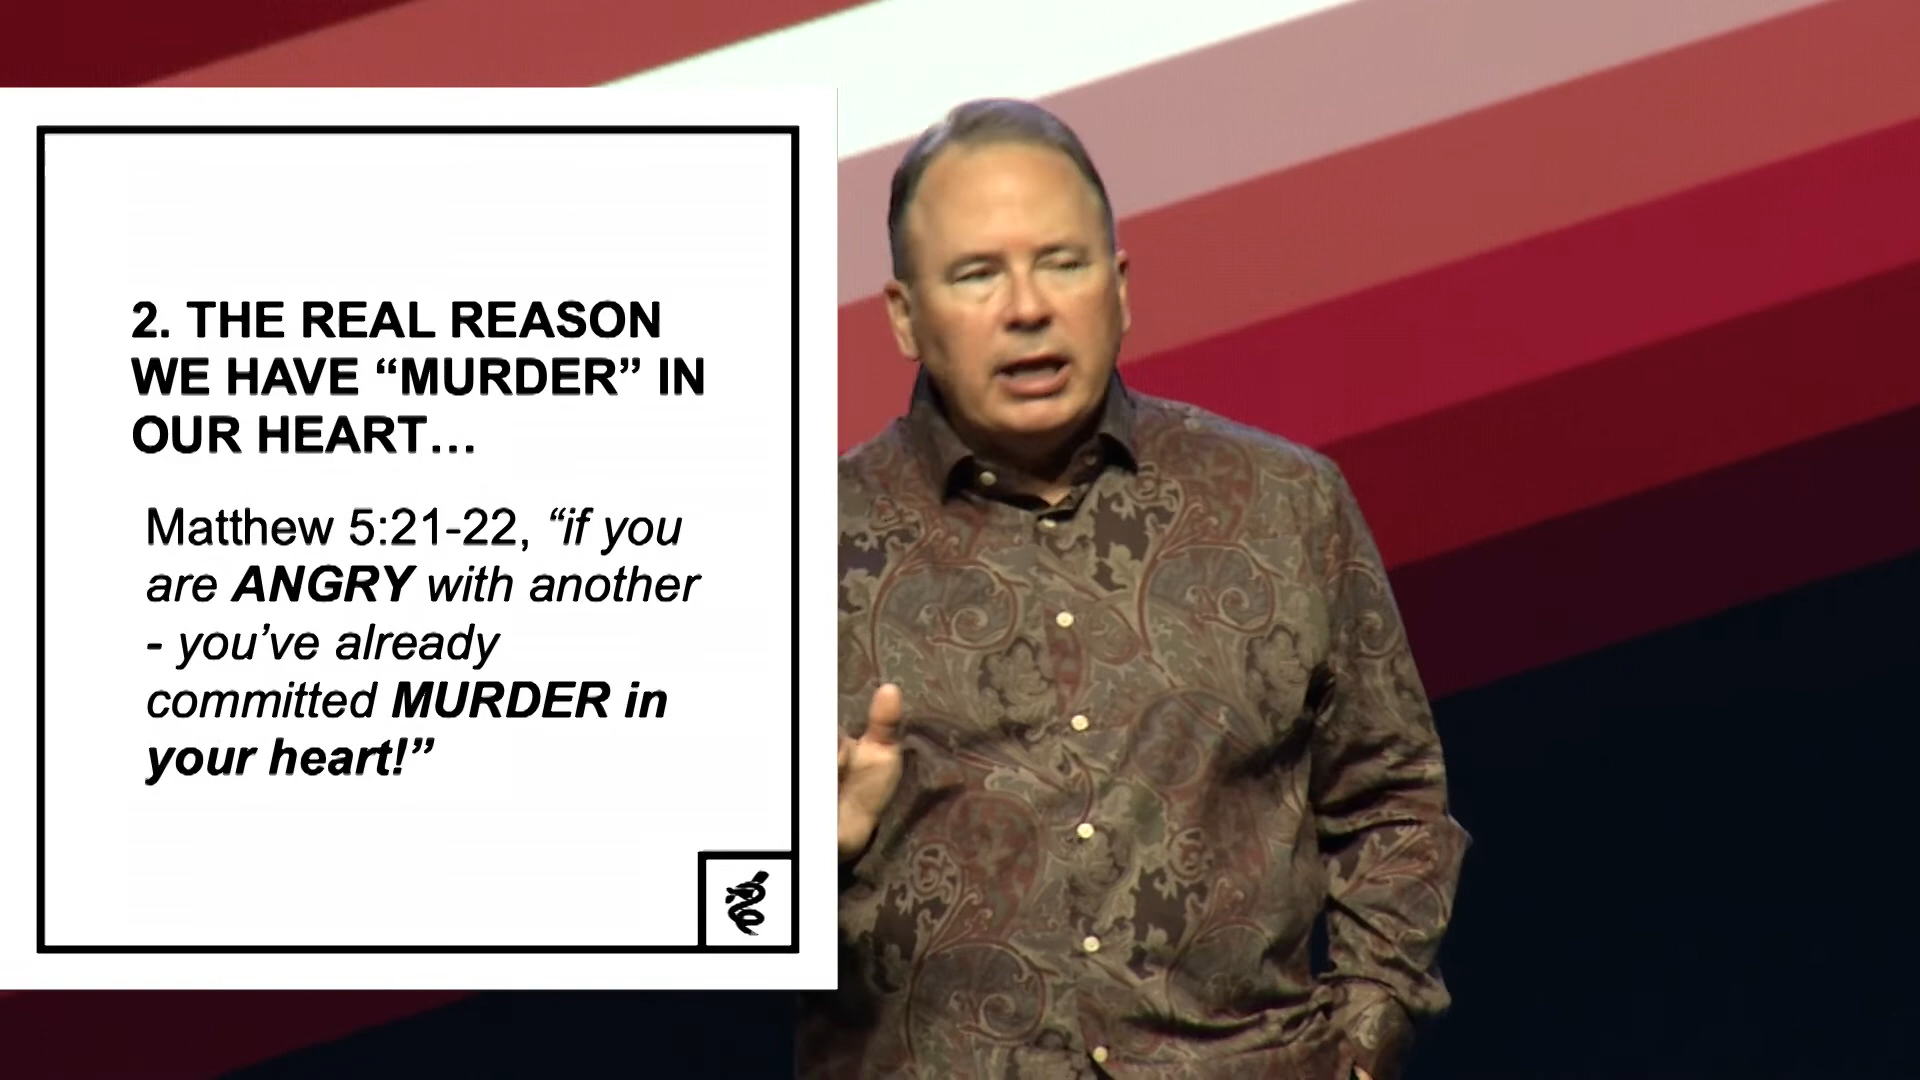 2. THE REAL REASON
WE HAVE “MURDER” IN
OUR HEART…
Matthew 5:21-22, “if you
are ANGRY with another
- you’ve already
committed MURDER in
your heart!”